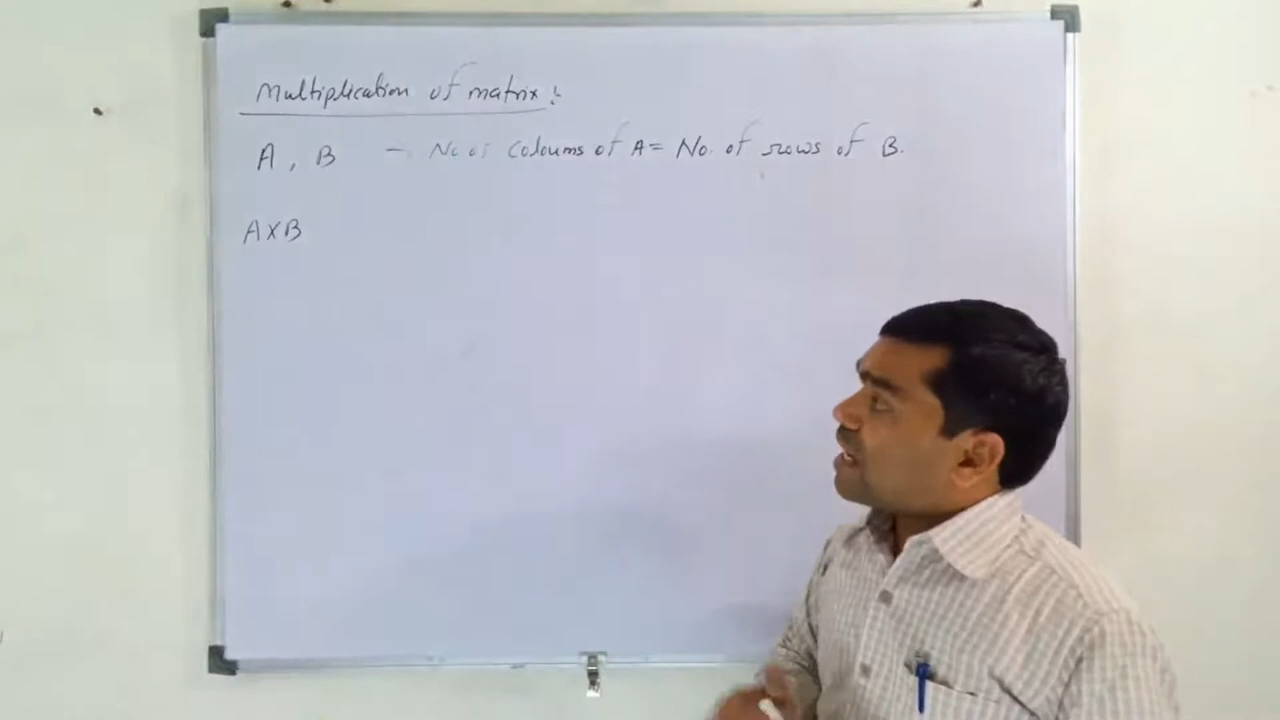 Multiplication of matrix :
A , B - No of Coloums of A = No. of rows of B.
A X B